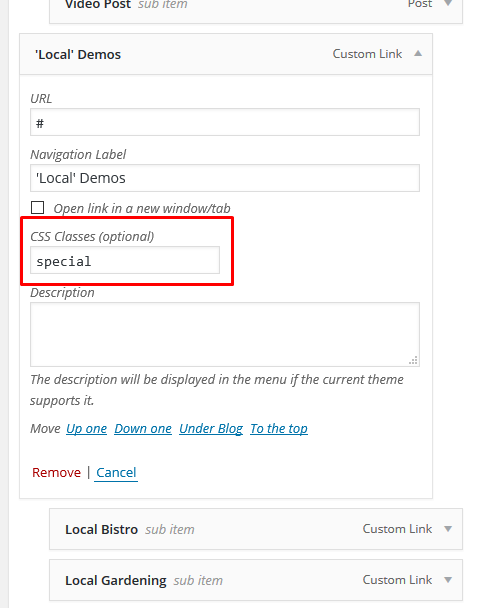 Video Post sub item Post
'Local' Demos Custom Link
URL
#
Navigation Label
'Local' Demos
Open link in a new window/tab
CSS Classes (optional)
special
Description
The description will be displayed in the menu if the current theme
supports it.
Move Up one Down one Under Blog To the top
Remove | Cancel
Local Bistro sub item Custom Link
Local Gardening sub item Custom Link